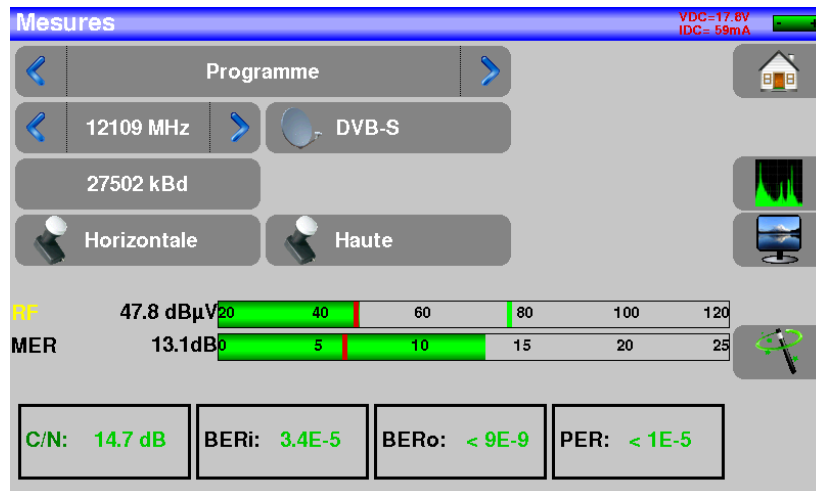 Mesures
VDC=17.8V
IDC= 59mA
- +
Programme
12109 MHz DVB-S
27502 kBd
Horizontale Haute
RF 47.8 dBµV 20 40 60 80 100 120
MER 13.1dB 0 5 10 15 20 25
C/N: 14.7 dB BERi: 3.4E-5 BERo: < 9E-9 PER: < 1E-5